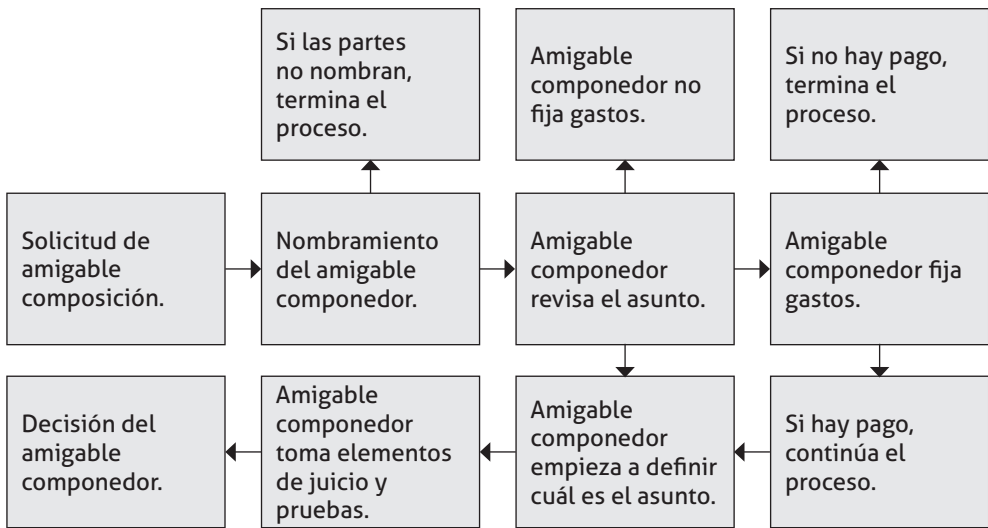 Si las partes
no nombran,
termina el
proceso.
Amigable
componedor no
fija gastos.
Si no hay pago,
termina el
proceso.
Solicitud de
amigable
composición.
Nombramiento
del amigable
componedor.
Amigable
componedor
revisa el asunto.
Amigable
componedor fija
gastos.
Decisión del
amigable
componedor.
Amigable
componedor
toma elementos
de juicio y
pruebas.
Amigable
componedor
empieza a definir
cuál es el asunto.
Si hay pago,
continúa el
proceso.